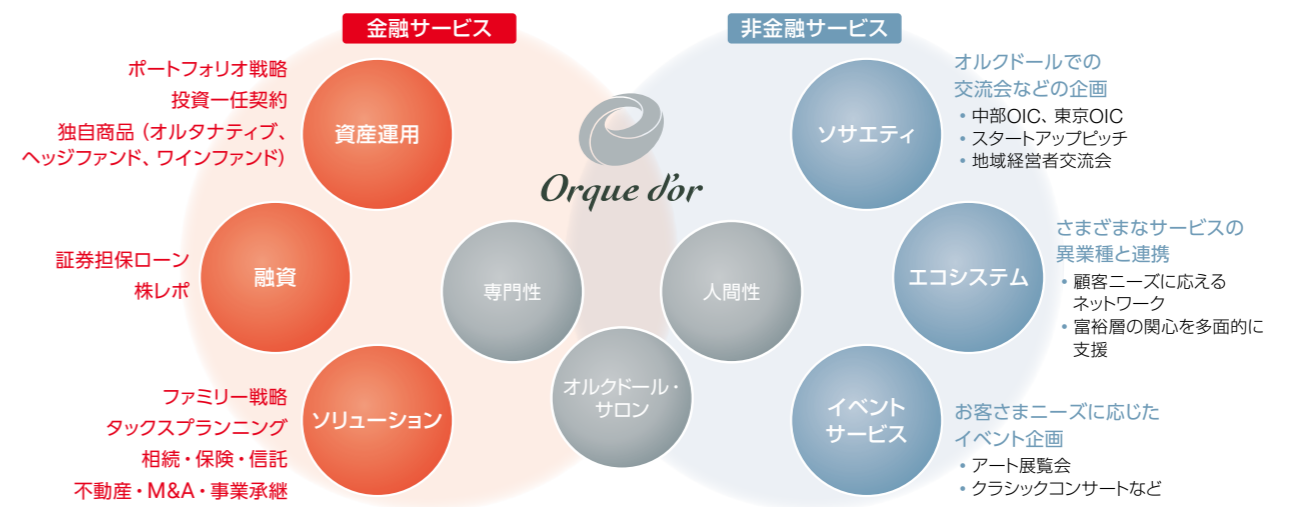 金融サービス
ポートフォリオ戦略
投資一任契約
独自商品（オルタナティブ、
ヘッジファンド、ワインファンド）
資産運用
証券担保ローン
株レポ
融資
ファミリー戦略
タックスプランニング
相続・保険・信託
不動産・M&A・事業承継
ソリューション
Orque d'or
専門性
人間性
オルクドール・
サロン
非金融サービス
ソサエティ
オルクドールでの
交流会などの企画
・中部OIC、東京OIC
・スタートアップピッチ
・地域経営者交流会
エコシステム
さまざまなサービスの
異業種と連携
・顧客ニーズに応える
ネットワーク
・富裕層の関心を多面的に
支援
イベント
サービス
お客さまニーズに応じた
イベント企画
・アート展覧会
・クラシックコンサートなど